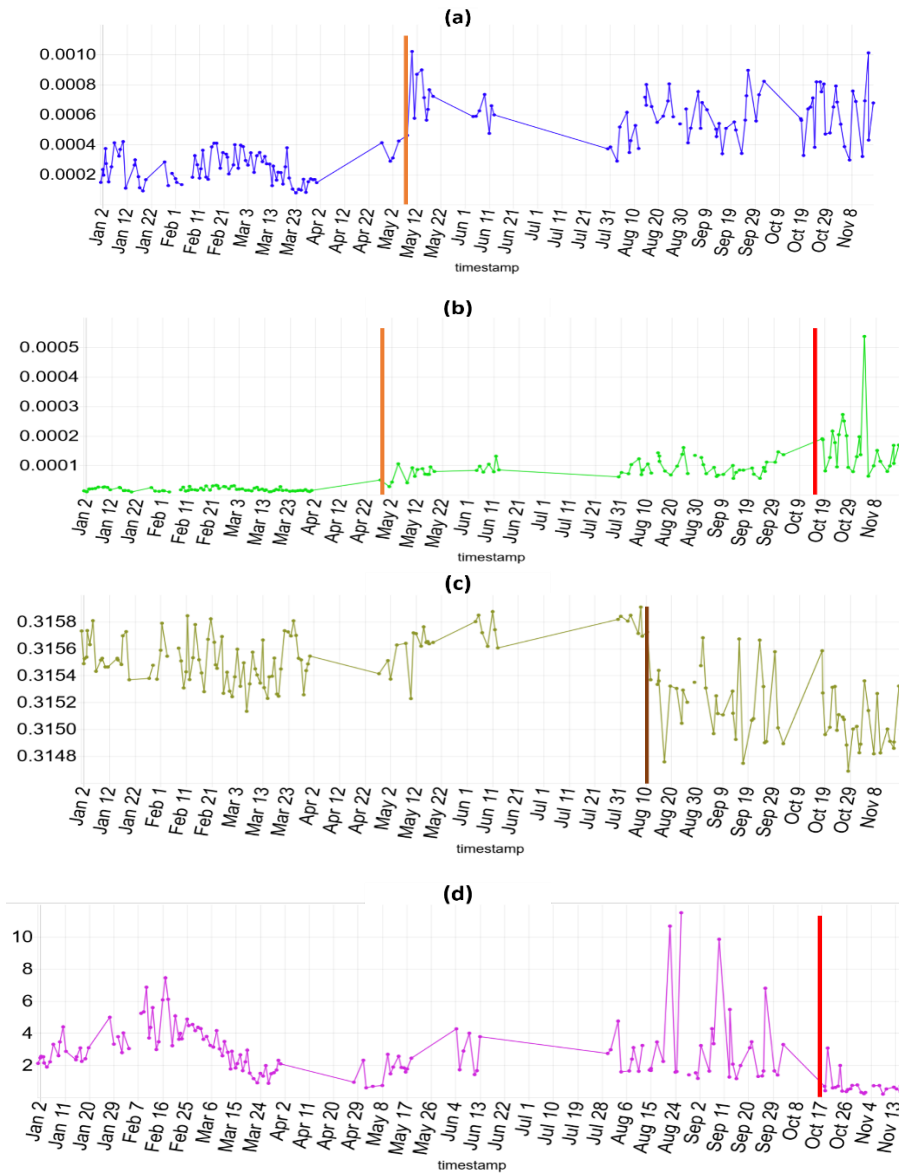 (a)
0.0010
0.0008
0.0006
0.0004
0.0002
Jan 2 Jan 12 Jan 22 Feb 1 Feb 11 Feb 21 Mar 3 Mar 13 Mar 23 Apr 2 Apr 12 Apr 22 May 2 May 12 May 22 Jun 1 Jun 11 Jun 21 Jul 1 Jul 11 Jul 21 Jul 31 Aug 10 Aug 20 Aug 30 Sep 9 Sep 19 Sep 29 Oct 9 Oct 19 Oct 29 Nov 8
timestamp
(b)
0.0005
0.0004
0.0003
0.0002
0.0001
Jan 2 Jan 12 Jan 22 Feb 1 Feb 11 Feb 21 Mar 3 Mar 13 Mar 23 Apr 2 Apr 12 Apr 22 May 2 May 12 May 22 Jun 1 Jun 11 Jun 21 Jul 1 Jul 11 Jul 21 Jul 31 Aug 10 Aug 20 Aug 30 Sep 9 Sep 19 Sep 29 Oct 9 Oct 19 Oct 29 Nov 8
timestamp
(c)
0.3158
0.3156
0.3154
0.3152
0.3150
0.3148
Jan 2 Jan 12 Jan 22 Feb 1 Feb 11 Feb 21 Mar 3 Mar 13 Mar 23 Apr 2 Apr 12 Apr 22 May 2 May 12 May 22 Jun 1 Jun 11 Jun 21 Jul 1 Jul 11 Jul 21 Jul 31 Aug 10 Aug 20 Aug 30 Sep 9 Sep 19 Sep 29 Oct 9 Oct 19 Oct 29 Nov 8
timestamp
(d)
10
8
6
4
2
Jan 2 Jan 11 Jan 20 Jan 29 Feb 7 Feb 16 Feb 25 Mar 6 Mar 15 Mar 24 Apr 2 Apr 11 Apr 20 Apr 29 May 8 May 17 May 26 Jun 4 Jun 13 Jun 22 Jul 1 Jul 10 Jul 19 Jul 28 Aug 6 Aug 15 Aug 24 Sep 2 Sep 11 Sep 20 Sep 29 Oct 8 Oct 17 Oct 26 Nov 4 Nov 13
timestamp